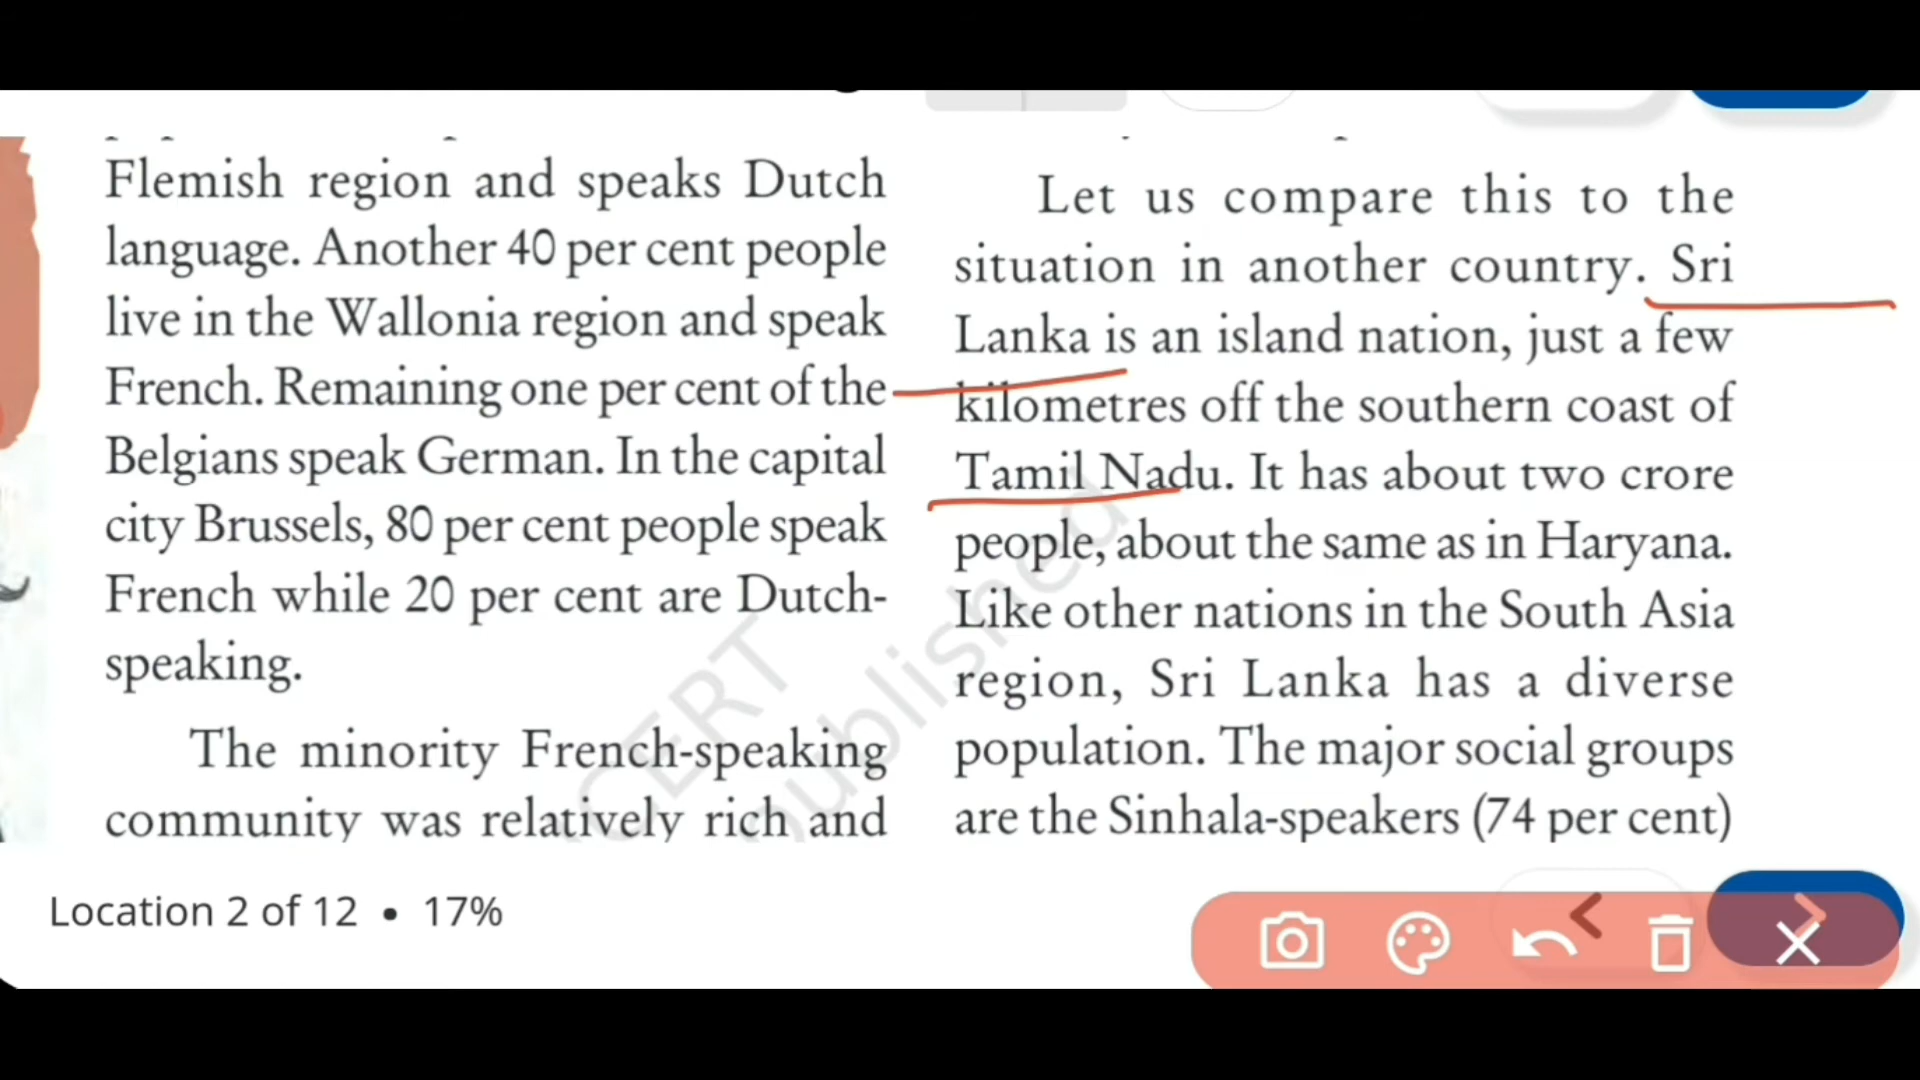 Flemish region and speaks Dutch
language. Another 40 per cent people
live in the Wallonia region and speak
French. Remaining one per cent of the
Belgians speak German. In the capital
city Brussels, 80 per cent people speak
French while 20 per cent are Dutch-
speaking.
The minority French-speaking
community was relatively rich and
Let us compare this to the
situation in another country. Sri
Lanka is an island nation, just a few
kilometres off the southern coast of
Tamil Nadu. It has about two crore
people, about the same as in Haryana.
Like other nations in the South Asia
region, Sri Lanka has a diverse
population. The major social groups
are the Sinhala-speakers (74 per cent)
CERT
published
Location 2 of 12 • 17%